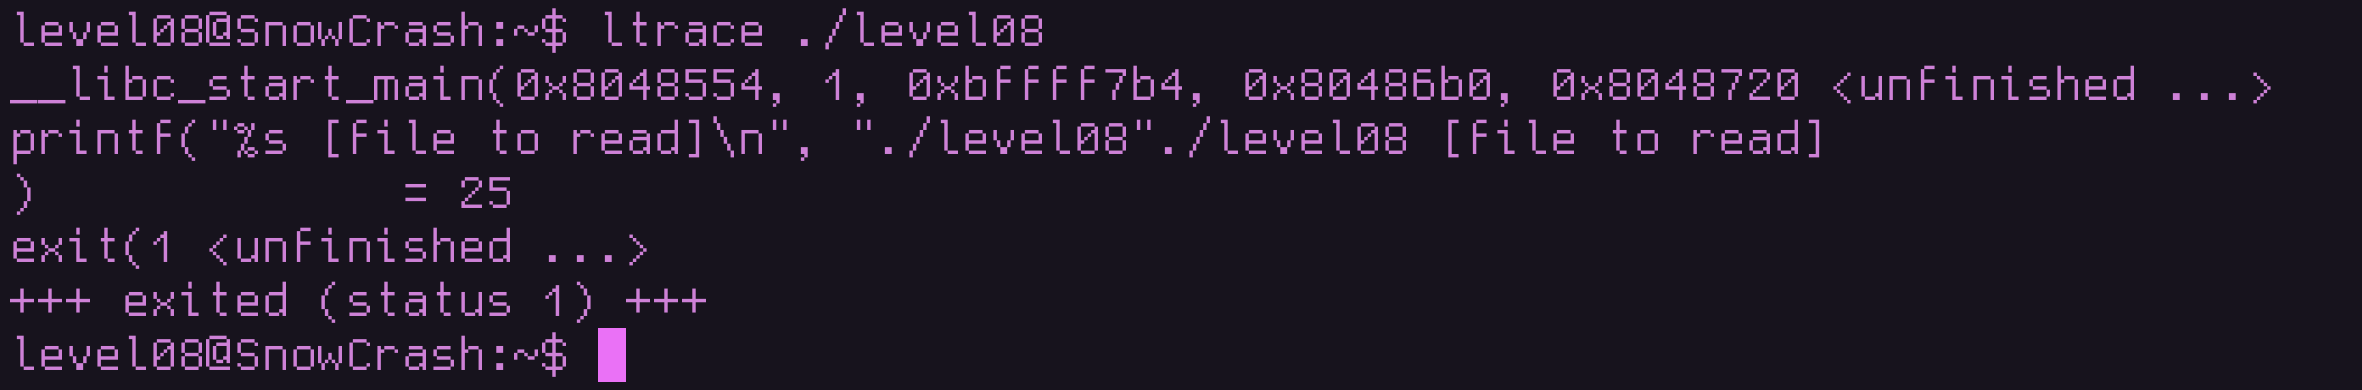 level08@SnowCrash:~$ ltrace ./level08
__libc_start_main(0x8048554, 1, 0xbffff7b4, 0x80486b0, 0x8048720 <unfinished ...>
printf("%s [file to read]\n", "./level08"./level08 [file to read]
)              = 25
exit(1 <unfinished ...>
+++ exited (status 1) +++
level08@SnowCrash:~$